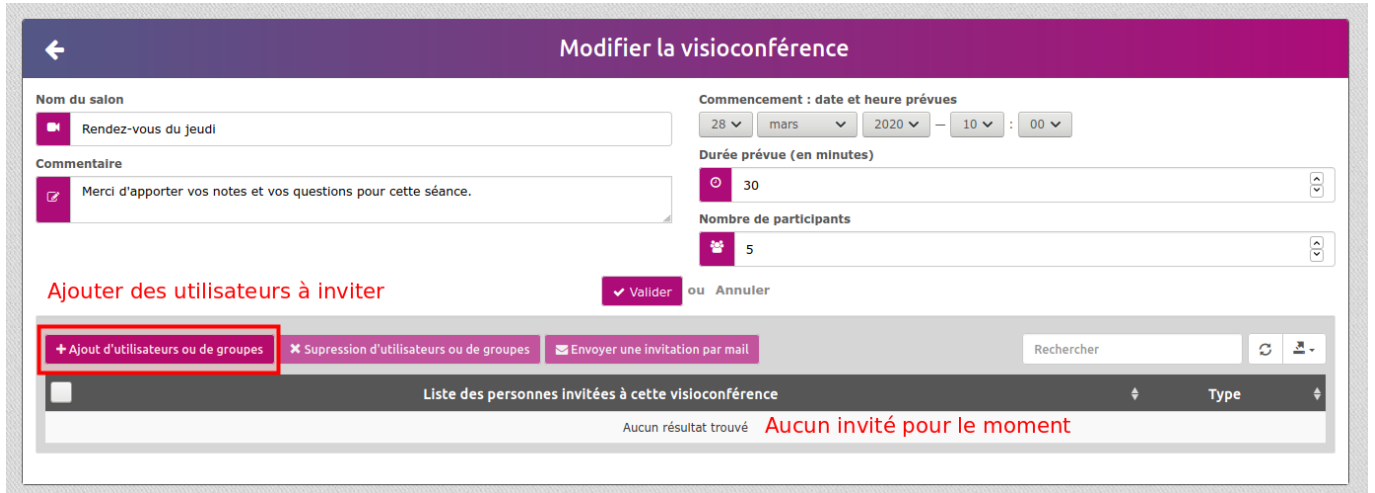 Modifier la visioconférence
Nom du salon
Rendez-vous du jeudi
Commentaire
Merci d'apporter vos notes et vos questions pour cette séance.
Commencement : date et heure prévues
28 mars 2020 — 10 : 00
Durée prévue (en minutes)
30
Nombre de participants
5
Ajouter des utilisateurs à inviter
Valider ou Annuler
Ajout d'utilisateurs ou de groupes Supression d'utilisateurs ou de groupes Envoyer une invitation par mail Rechercher
Liste des personnes invitées à cette visioconférence Type
Aucun résultat trouvé Aucun invité pour le moment